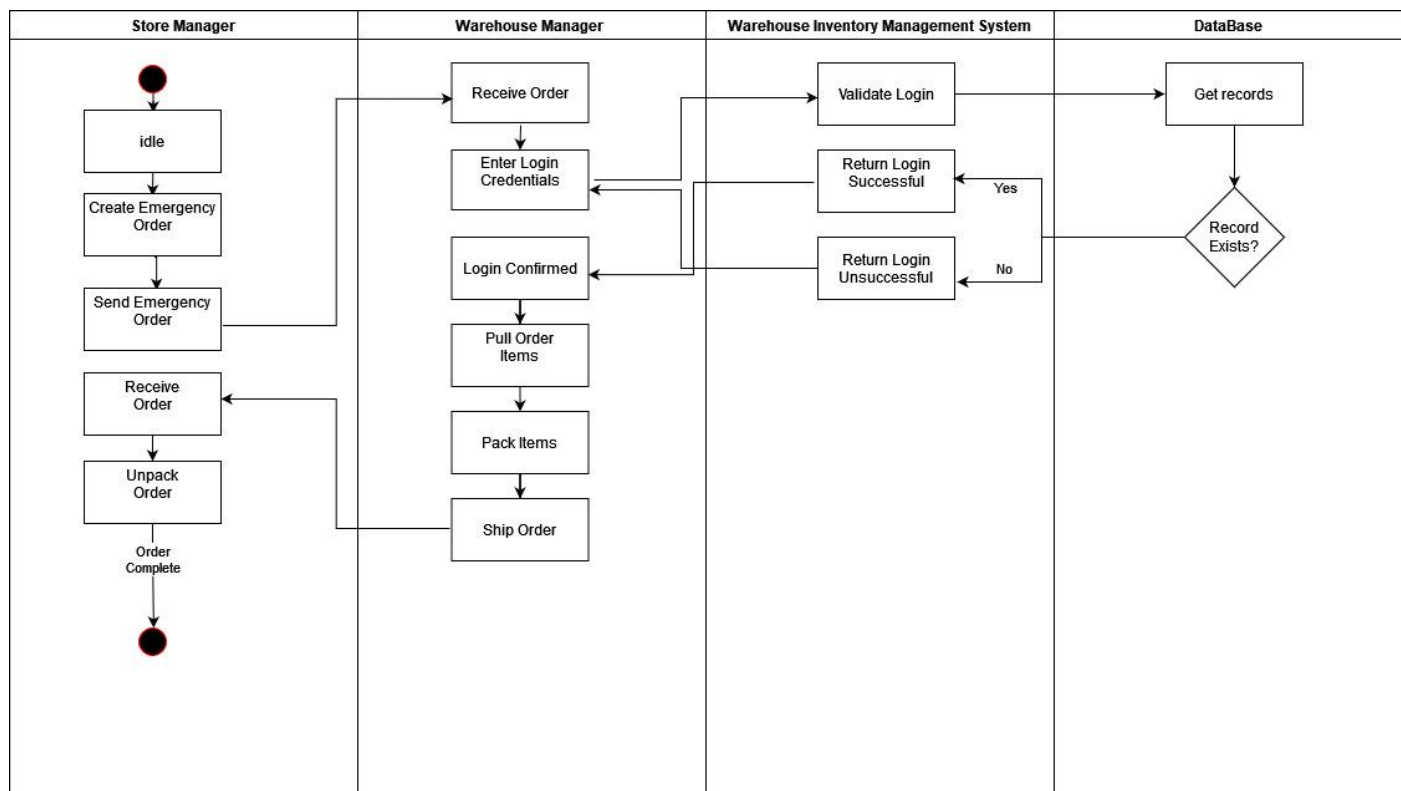 Store Manager
Warehouse Manager
Warehouse Inventory Management System
DataBase
idle
Create Emergency
Order
Send Emergency
Order
Receive
Order
Unpack
Order
Order
Complete
Receive Order
Enter Login
Credentials
Login Confirmed
Pull Order
Items
Pack Items
Ship Order
Validate Login
Return Login
Successful
Return Login
Unsuccessful
Yes
No
Get records
Record
Exists?